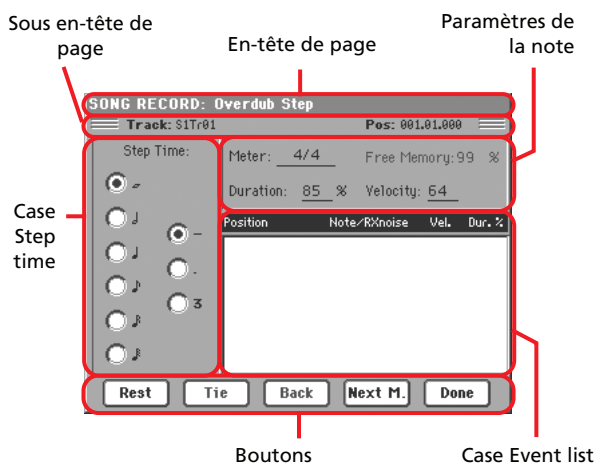 Sous en-tête de
page
En-tête de page
Paramètres de
la note
SONG RECORD: Overdub Step
Track: S1Tr01 Pos: 001.01.000
Step Time:
Meter: 4/4 Free Memory:99 %
Duration: 85 % Velocity: 64
Case
Step
time
Position Note/RXnoise Vel. Dur.%
3
Rest Tie Back Next M. Done
Boutons
Case Event list